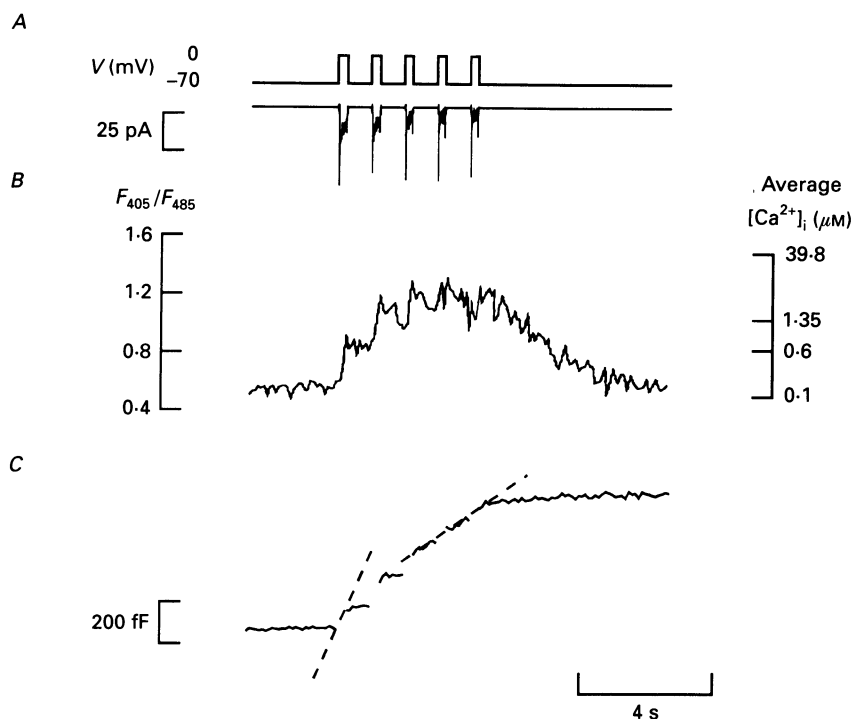 A
V (mV)
0
−70
25 pA
B
F405/F485
1·6
1·2
0·8
0·4
. Average
[Ca2+]i (μM)
39·8
1·35
0·6
0·1
C
200 fF
4 s